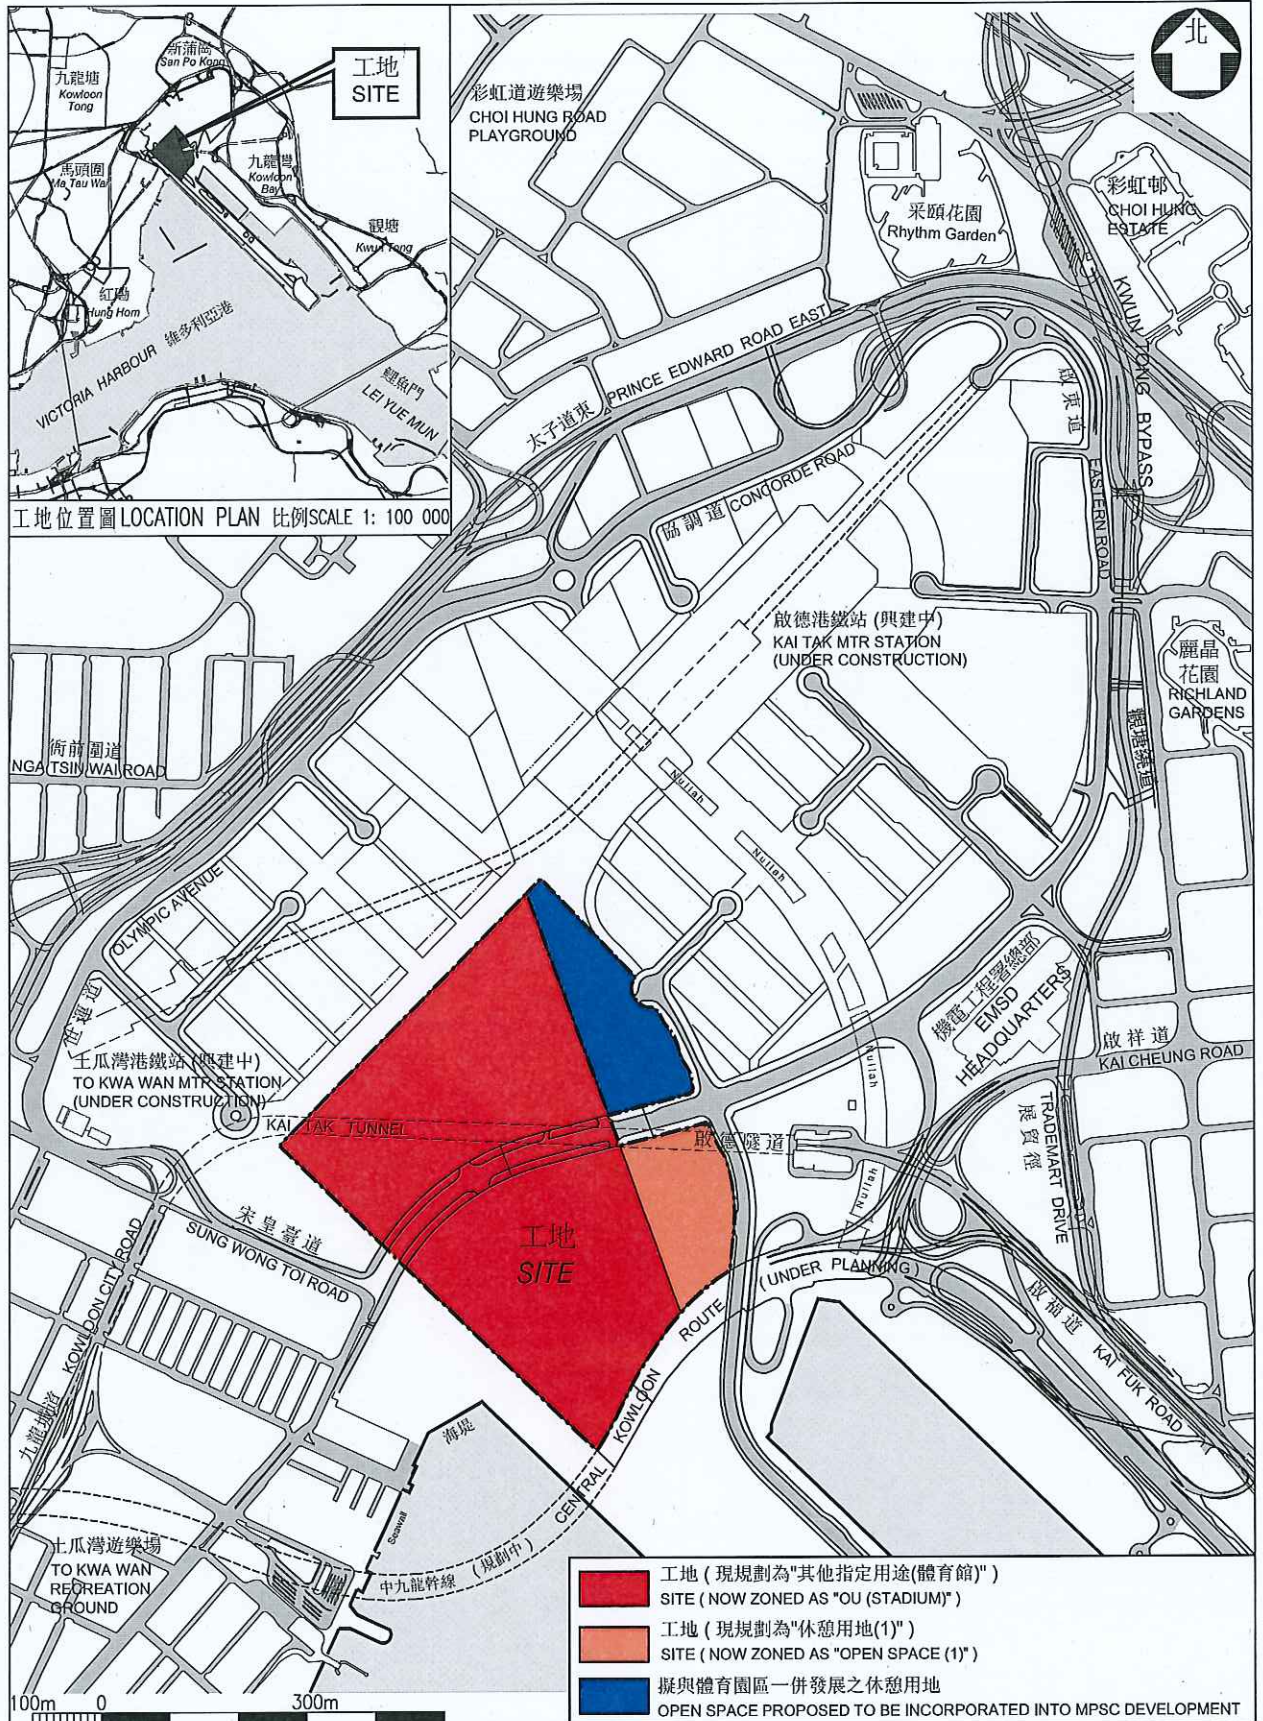 新蒲崗
San Po Kong
九龍塘
Kowloon
Tong
工地
SITE
馬頭圍
Ma Tau Wai
九龍灣
Kowloon
Bay
觀塘
Kwun Tong
紅磡
Hung Hom
VICTORIA HARBOUR 維多利亞港
鯉魚門
LEI YUE MUN
工地位置圖 LOCATION PLAN 比例SCALE 1: 100 000
北
彩虹道遊樂場
CHOI HUNG ROAD
PLAYGROUND
采頤花園
Rhythm Garden
彩虹邨
CHOI HUNG
ESTATE
KWUN TONG BYPASS
太子道東 PRINCE EDWARD ROAD EAST
啟東道
EASTERN ROAD
協調道 CONCORDE ROAD
啟德港鐵站 (興建中)
KAI TAK MTR STATION
(UNDER CONSTRUCTION)
麗晶
花園
RICHLAND
GARDENS
觀塘繞道
衙前圍道
NGA TSIN WAI ROAD
Nullah
Nullah
OLYMPIC AVENUE
世運道
機電工程署總部
EMSD
HEADQUARTERS
啟祥道
KAI CHEUNG ROAD
Nullah
土瓜灣港鐵站 (興建中)
TO KWA WAN MTR STATION
(UNDER CONSTRUCTION)
KAI TAK TUNNEL
啟德隧道
TRADEMART DRIVE
展貿徑
Nullah
宋皇臺道
SUNG WONG TOI ROAD
工地
SITE
KOWLOON CITY ROAD
九龍城道
CENTRAL KOWLOON ROUTE (UNDER PLANNING)
啟福道
KAI FUK ROAD
海堤
Seawall
中九龍幹線 (規劃中)
土瓜灣遊樂場
TO KWA WAN
RECREATION
GROUND
工地 ( 現規劃為"其他指定用途(體育館)" )
SITE ( NOW ZONED AS "OU (STADIUM)" )
工地 ( 現規劃為"休憩用地(1)" )
SITE ( NOW ZONED AS "OPEN SPACE (1)" )
擬與體育園區一併發展之休憩用地
OPEN SPACE PROPOSED TO BE INCORPORATED INTO MPSC DEVELOPMENT
100m 0 300m